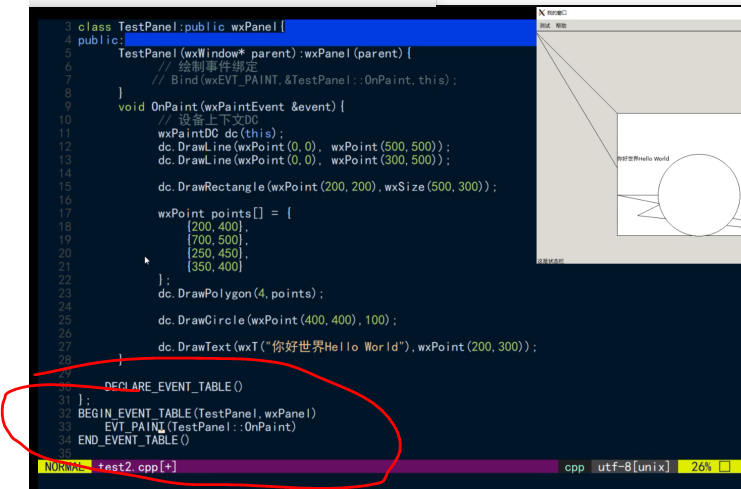 3 class TestPanel:public wxPanel{
4 public:
5 TestPanel(wxWindow* parent):wxPanel(parent){
6 // 绘制事件绑定
7 // Bind(wxEVT_PAINT,&TestPanel::OnPaint,this);
8 }
9 void OnPaint(wxPaintEvent &event){
10 // 设备上下文DC
11 wxPaintDC dc(this);
12 dc.DrawLine(wxPoint(0,0), wxPoint(500,500));
13 dc.DrawLine(wxPoint(0,0), wxPoint(300,500));
14
15 dc.DrawRectangle(wxPoint(200,200),wxSize(500,300));
16
17 wxPoint points[] = {
18 {200,400},
19 {700,500},
20 {250,450},
21 {350,400}
22 };
23 dc.DrawPolygon(4,points);
24
25 dc.DrawCircle(wxPoint(400,400),100);
26
27 dc.DrawText(wxT("你好世界Hello World"),wxPoint(200,300));
28 }
29
30 DECLARE_EVENT_TABLE()
31 };
32 BEGIN_EVENT_TABLE(TestPanel,wxPanel)
33 EVT_PAINT(TestPanel::OnPaint)
34 END_EVENT_TABLE()
35
NORMAL test2.cpp[+] cpp utf-8[unix] 26%
我的窗口
测试 帮助
你好世界Hello World
这是状态栏